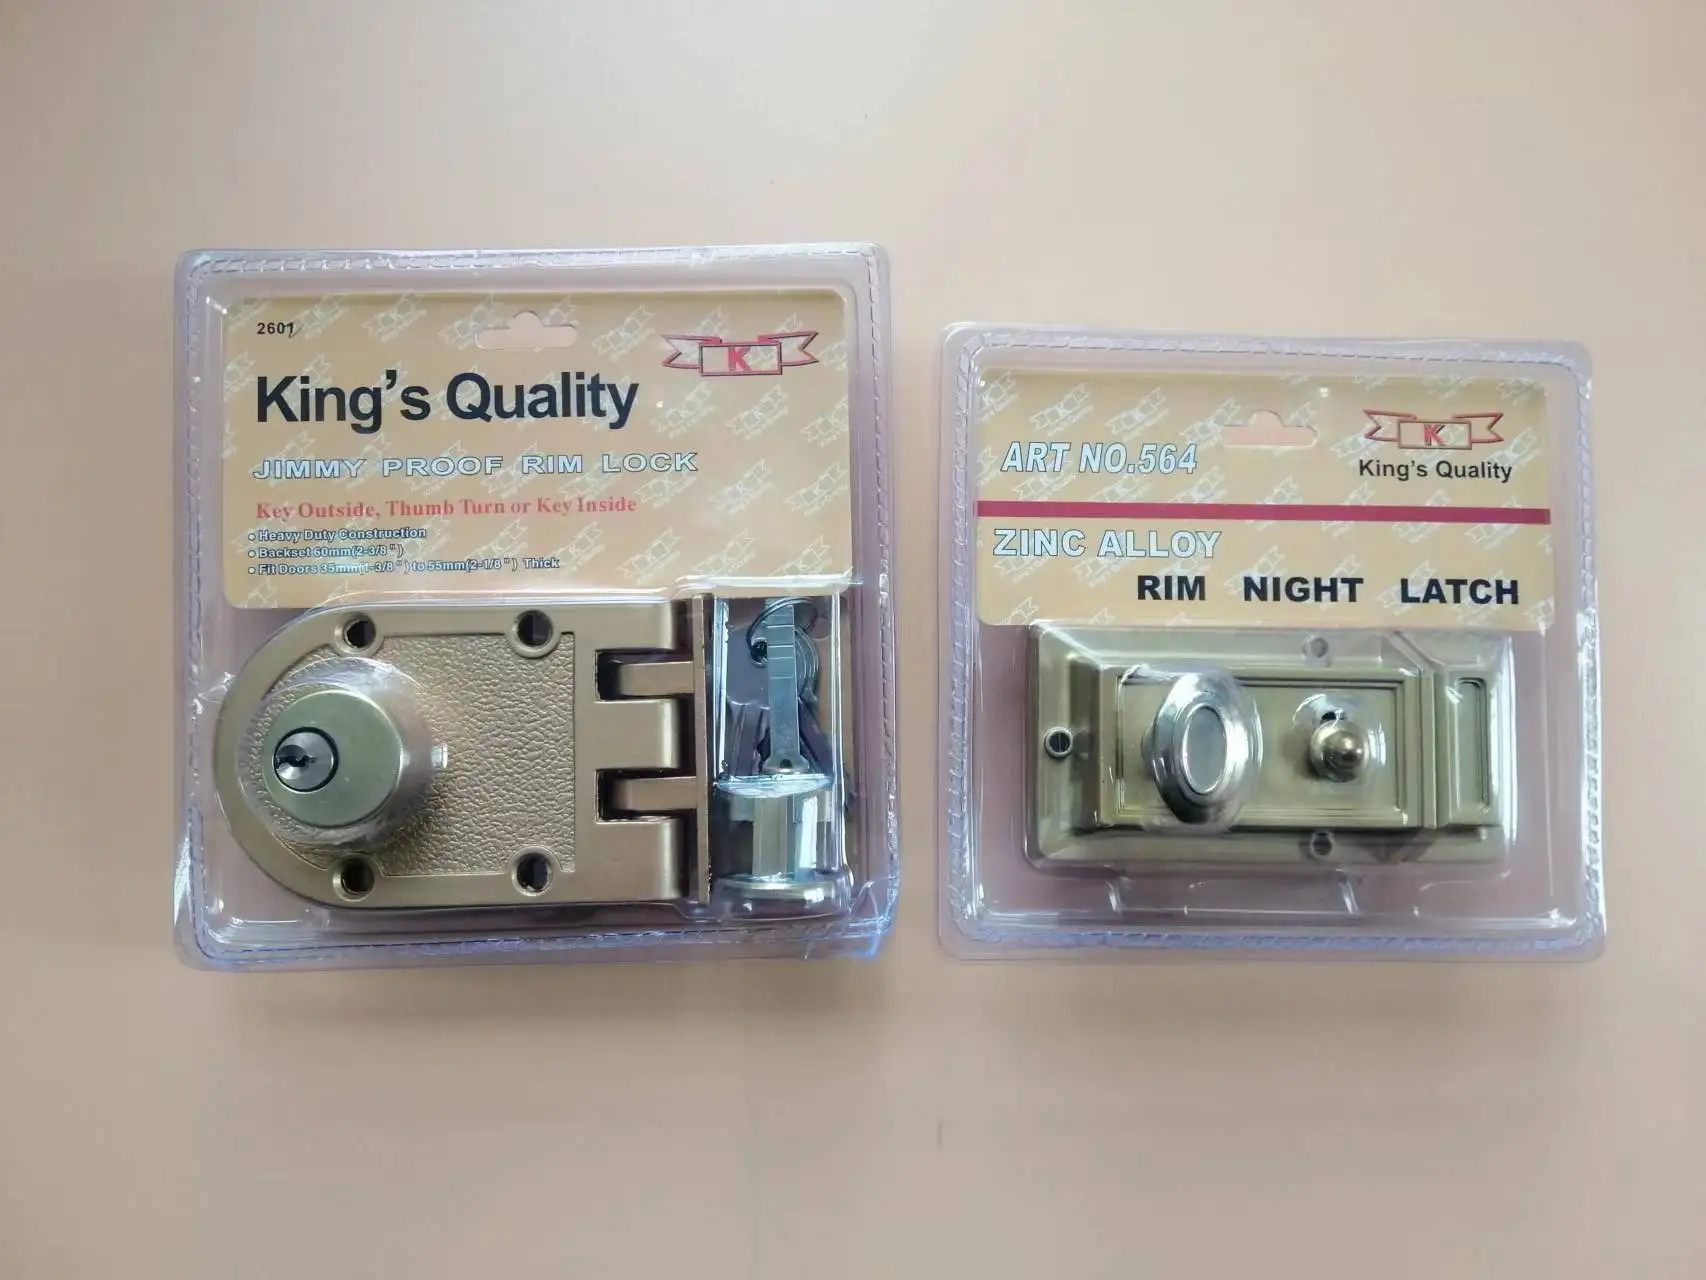 2601
K
King's Quality
JIMMY PROOF RIM LOCK
Key Outside, Thumb Turn or Key Inside
• Heavy Duty Construction
• Backset 60mm(2-3/8")
• Fit Doors 35mm(1-3/8") to 55mm(2-1/8") Thick
K
King's Quality
ART NO.564
ZINC ALLOY
RIM NIGHT LATCH